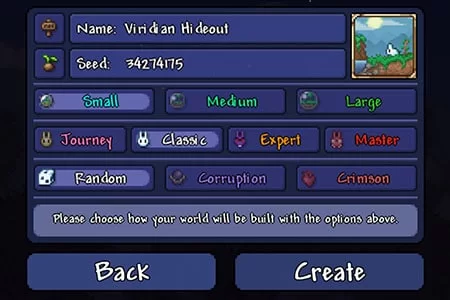 Name: Viridian Hideout
Seed: 34274175
Small Medium Large
Journey Classic Expert Master
Random Corruption Crimson
Please choose how your world will be built with the options above.
Back Create